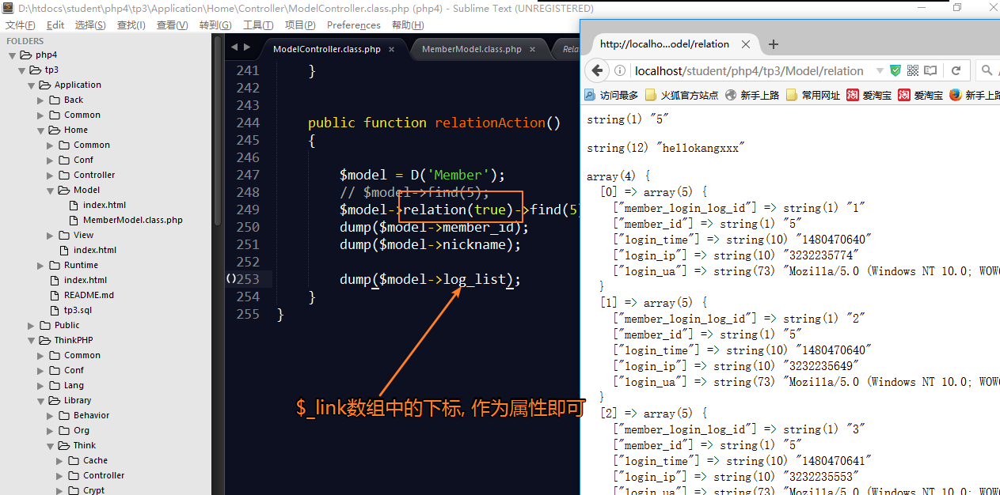 D:\htdocs\student\php4\tp3\Application\Home\Controller\ModelController.class.php (php4) - Sublime Text (UNREGISTERED)
文件(F) Edit 选择(S) 查找(I) 查看(V) 转到(G) 工具(T) 项目(P) Preferences 帮助(H)
FOLDERS
php4
tp3
Application
Back
Common
Home
Common
Conf
Controller
Model
index.html
MemberModel.class.php
View
index.html
Runtime
index.html
README.md
tp3.sql
Public
ThinkPHP
Common
Conf
Lang
Library
Behavior
Org
Think
Cache
Controller
Crypt
ModelController.class.php × MemberModel.class.php × Rela
241 }
242
243
244 public function relationAction()
245 {
246
247 $model = D('Member');
248 // $model->find(5);
249 $model->relation(true)->find(5)
250 dump($model->member_id);
251 dump($model->nickname);
252
253 dump($model->log_list);
254 }
255 }
$_link数组中的下标, 作为属性即可
http://localho...odel/relation
localhost/student/php4/tp3/Model/relation
访问最多 火狐官方站点 新手上路 常用网址 爱淘宝 爱淘宝 新手上路
string(1) "5"
string(12) "hellokangxxx"
array(4) {
[0] => array(5) {
["member_login_log_id"] => string(1) "1"
["member_id"] => string(1) "5"
["login_time"] => string(10) "1480470640"
["login_ip"] => string(10) "3232235774"
["login_ua"] => string(73) "Mozilla/5.0 (Windows NT 10.0; WOW6
}
[1] => array(5) {
["member_login_log_id"] => string(1) "2"
["member_id"] => string(1) "5"
["login_time"] => string(10) "1480470640"
["login_ip"] => string(10) "3232235649"
["login_ua"] => string(73) "Mozilla/5.0 (Windows NT 10.0; WOW6
}
[2] => array(5) {
["member_login_log_id"] => string(1) "3"
["member_id"] => string(1) "5"
["login_time"] => string(10) "1480470641"
["login_ip"] => string(10) "3232235553"
["login_ua"] => string(73) "Mozilla/5.0 (Windows NT 10.0; WOW6